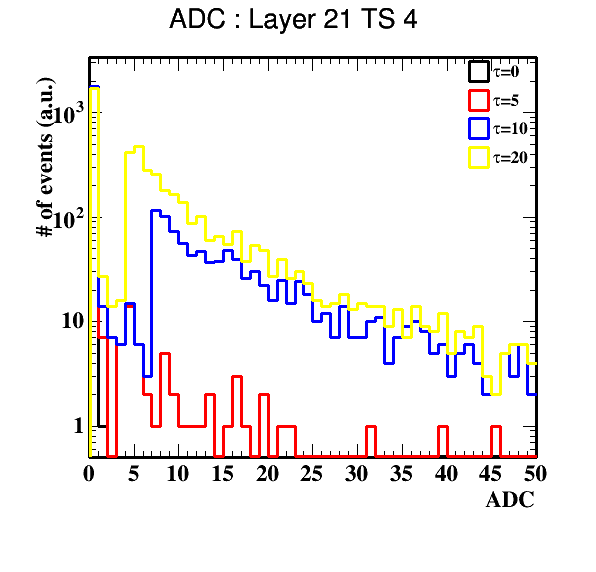 ADC : Layer 21 TS 4
# of events (a.u.)
10³
10²
10
1
τ=0
τ=5
τ=10
τ=20
0 5 10 15 20 25 30 35 40 45 50
ADC